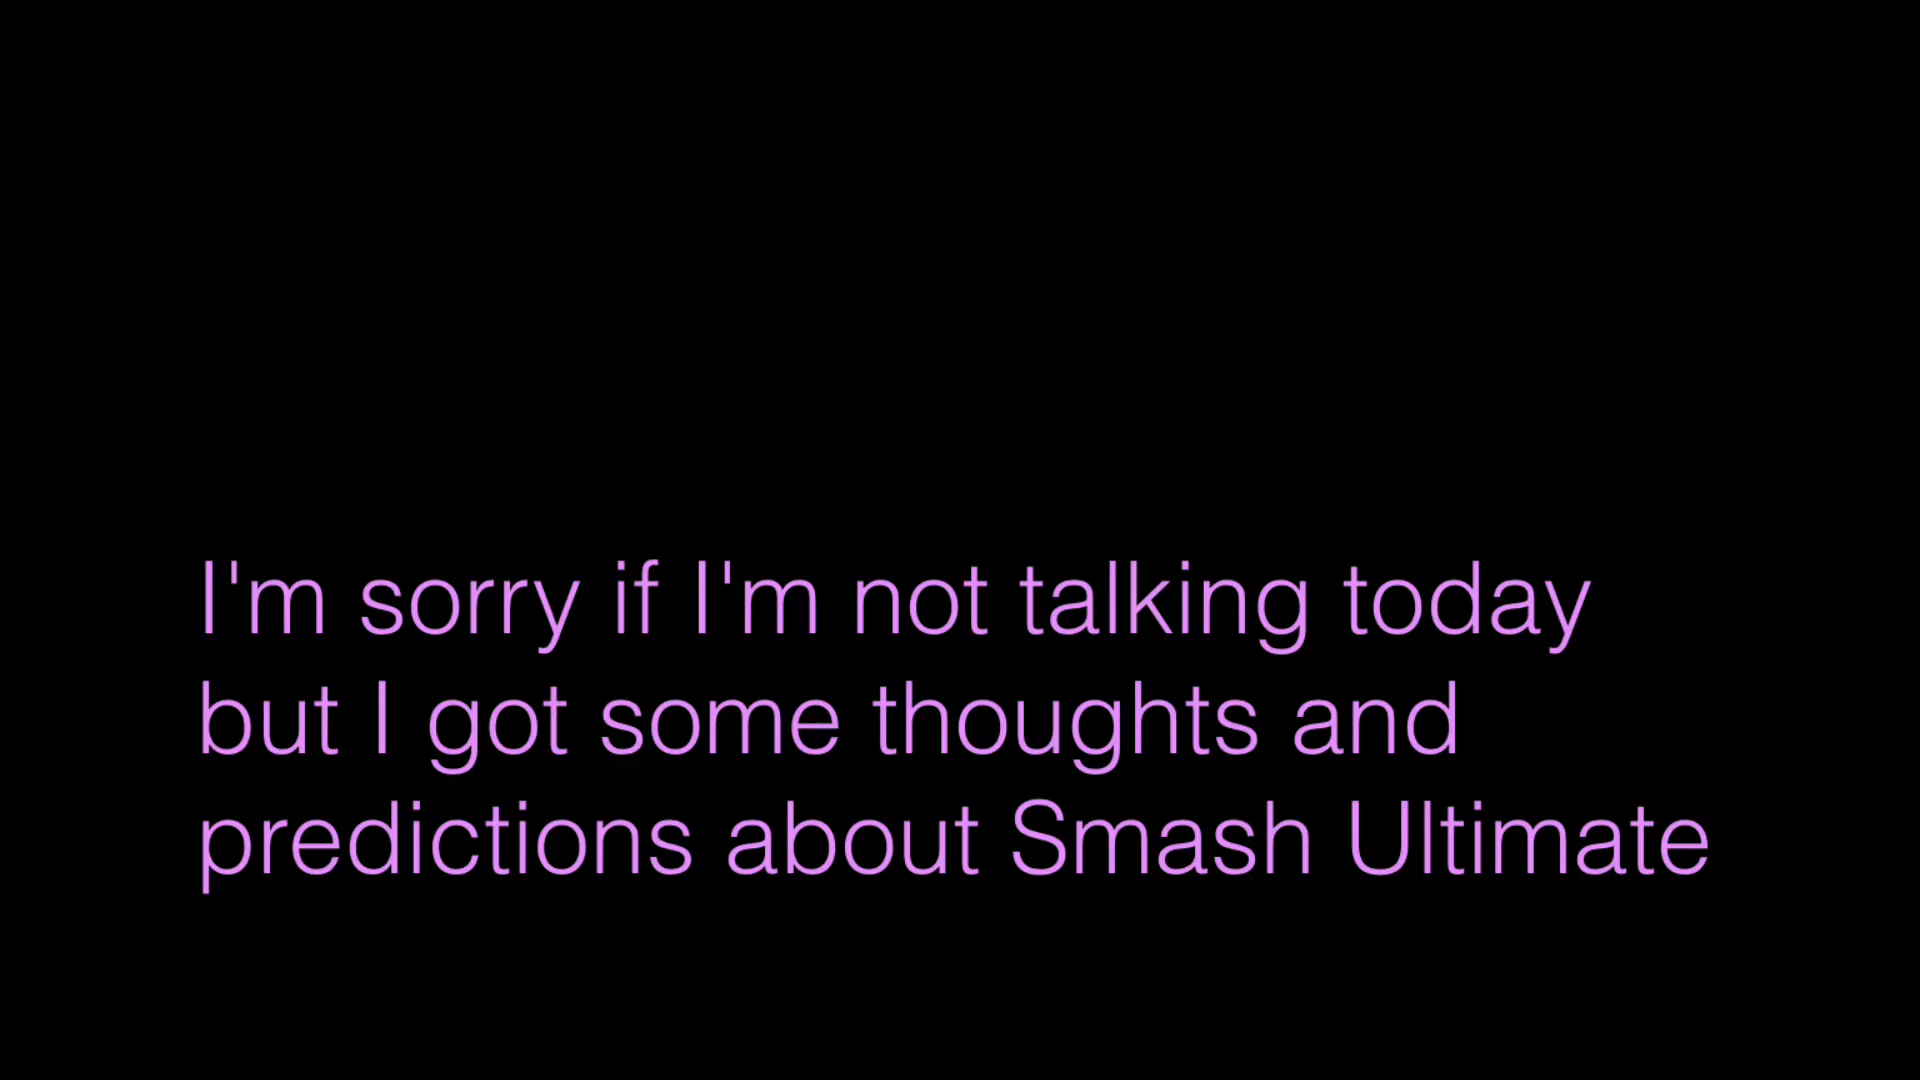 I'm sorry if I'm not talking today
but I got some thoughts and
predictions about Smash Ultimate